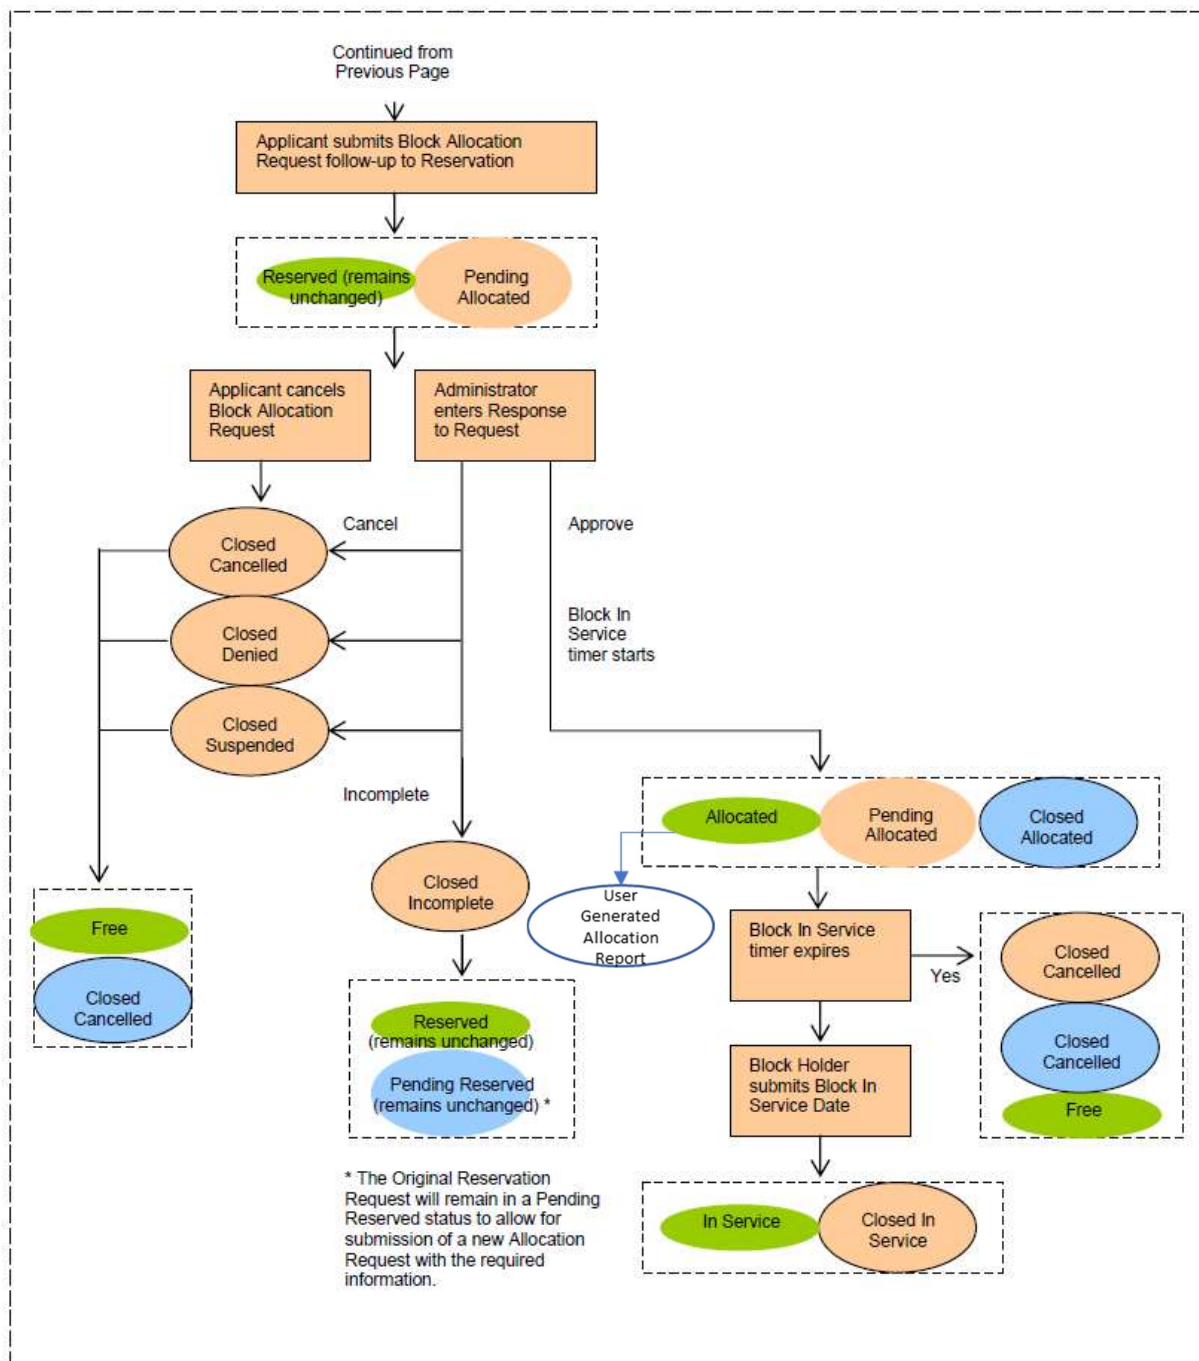 Continued from
Previous Page
Applicant submits Block Allocation
Request follow-up to Reservation
Reserved (remains
unchanged)
Pending
Allocated
Applicant cancels
Block Allocation
Request
Administrator
enters Response
to Request
Cancel
Approve
Closed
Cancelled
Block In
Service
timer starts
Closed
Denied
Closed
Suspended
Incomplete
Allocated
Pending
Allocated
Closed
Allocated
Closed
Incomplete
User
Generated
Allocation
Report
Free
Closed
Cancelled
Block In Service
timer expires
Yes
Closed
Cancelled
Closed
Cancelled
Free
Reserved
(remains unchanged)
Pending Reserved
(remains unchanged) *
Block Holder
submits Block In
Service Date
* The Original Reservation
Request will remain in a Pending
Reserved status to allow for
submission of a new Allocation
Request with the required
information.
In Service
Closed In
Service